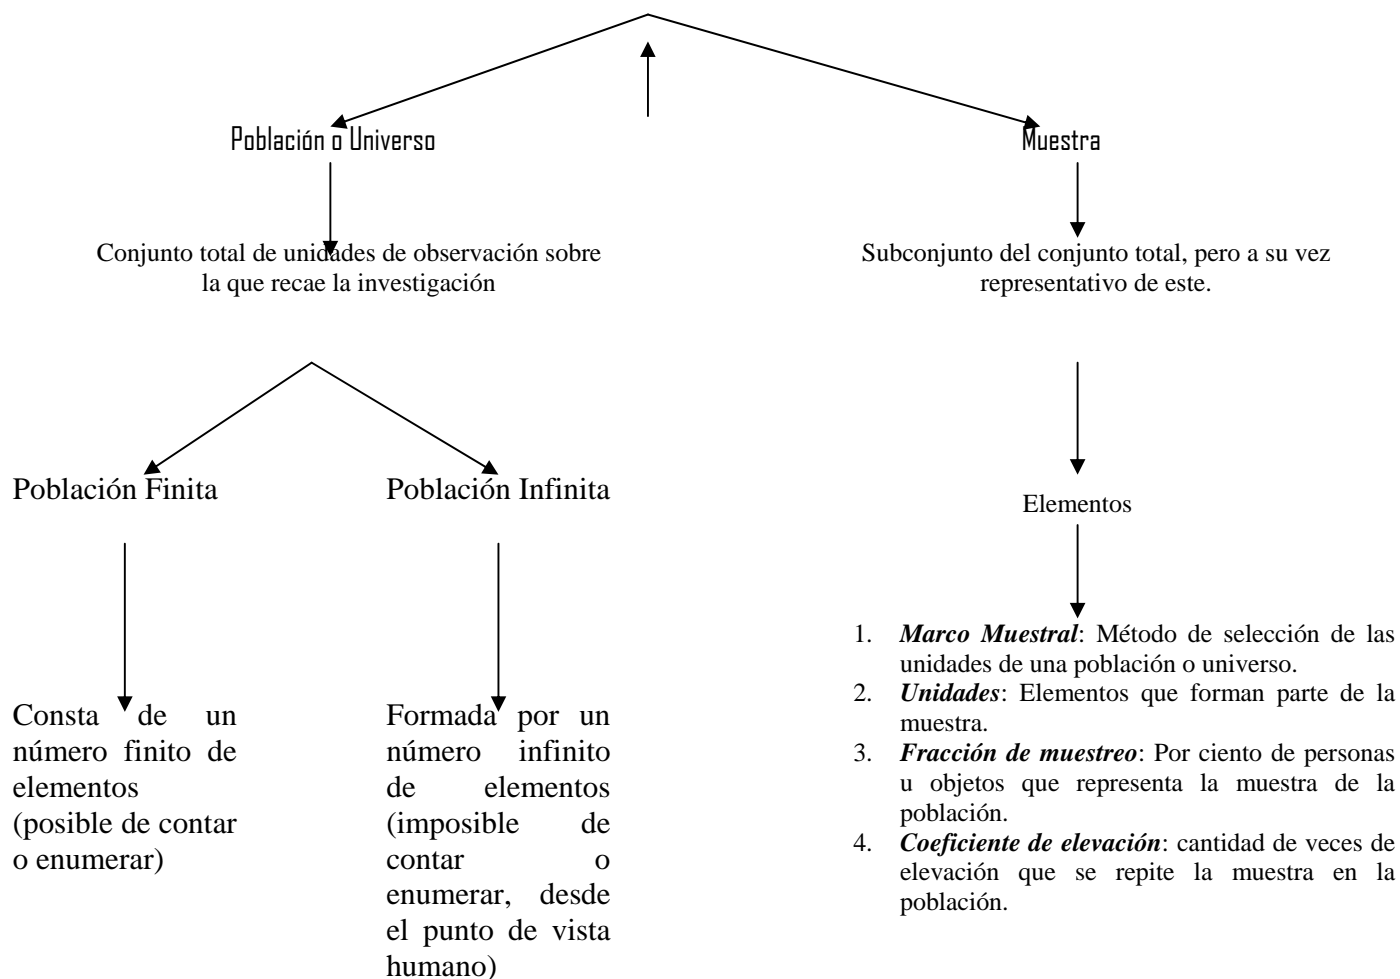 Población o Universo
Muestra
Conjunto total de unidades de observación sobre
la que recae la investigación
Subconjunto del conjunto total, pero a su vez
representativo de este.
Población Finita
Población Infinita
Elementos
Consta de un
número finito de
elementos
(posible de contar
o enumerar)
Formada por un
número infinito
de elementos
(imposible de
contar o
enumerar, desde
el punto de vista
humano)
1. Marco Muestral: Método de selección de las
unidades de una población o universo.
2. Unidades: Elementos que forman parte de la
muestra.
3. Fracción de muestreo: Por ciento de personas
u objetos que representa la muestra de la
población.
4. Coeficiente de elevación: cantidad de veces de
elevación que se repite la muestra en la
población.